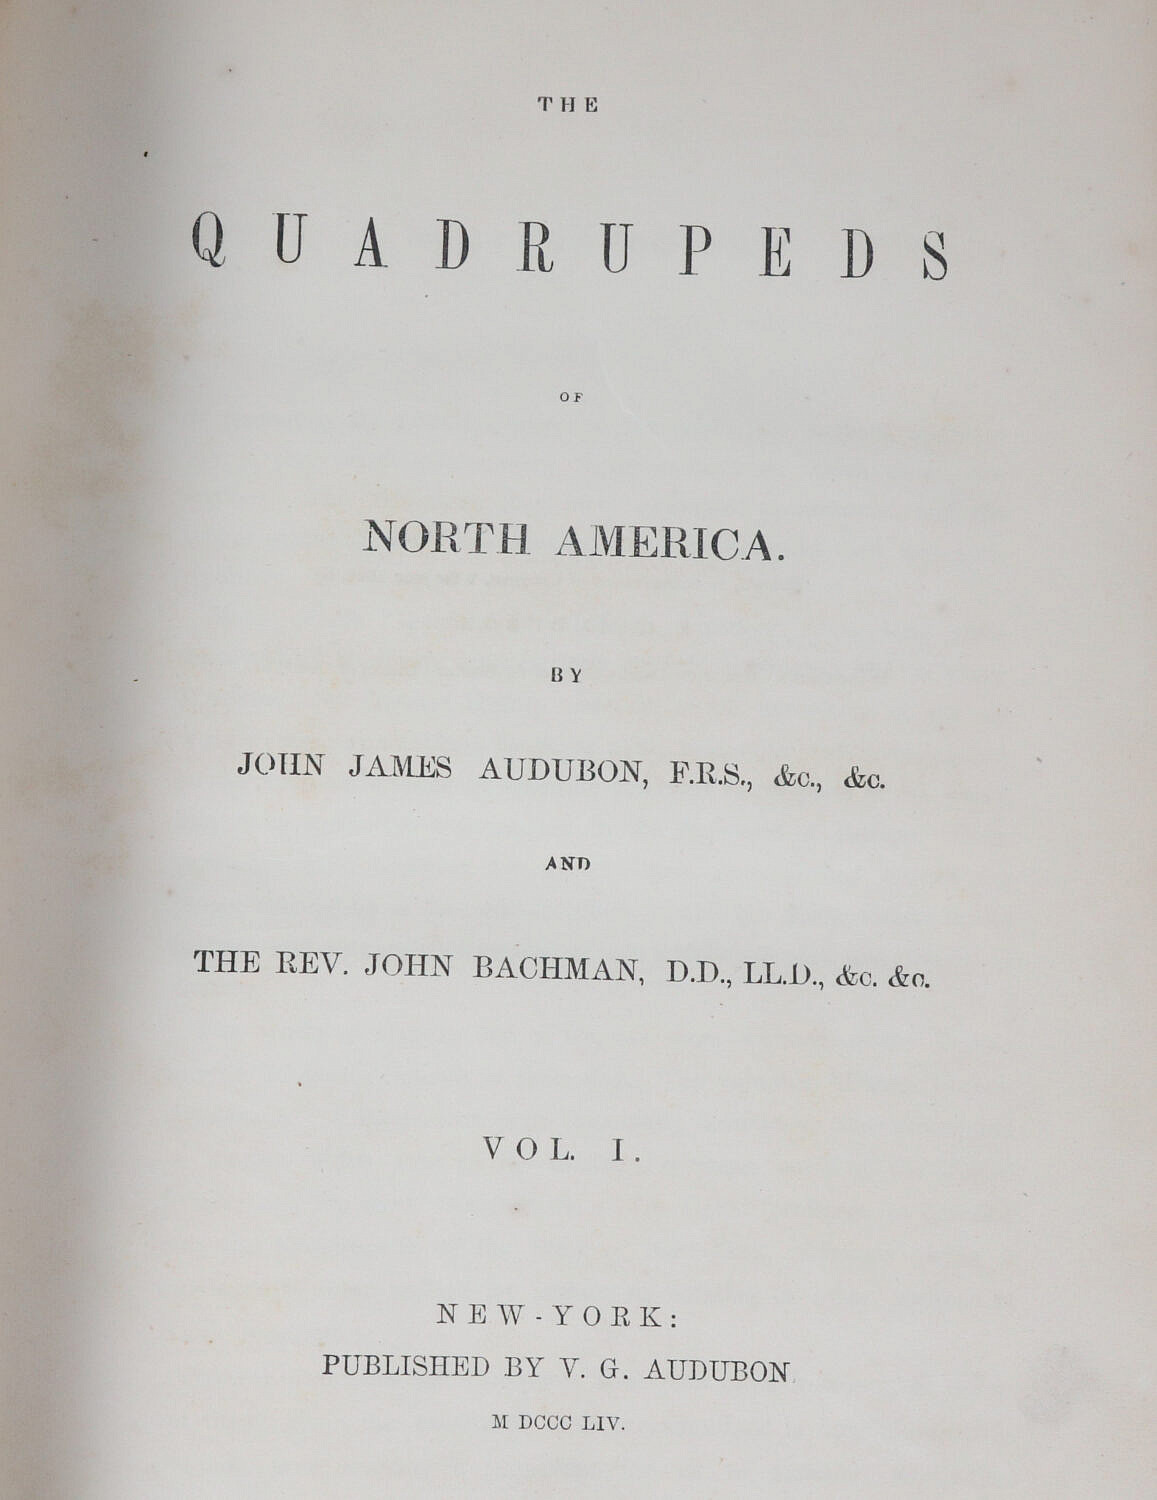 THE
QUADRUPEDS
OF
NORTH AMERICA.
BY
JOHN JAMES AUDUBON, F.R.S., &c., &c.
AND
THE REV. JOHN BACHMAN, D.D., LL.D., &c. &c.
VOL. I.
NEW-YORK:
PUBLISHED BY V. G. AUDUBON.
M DCCC LIV.